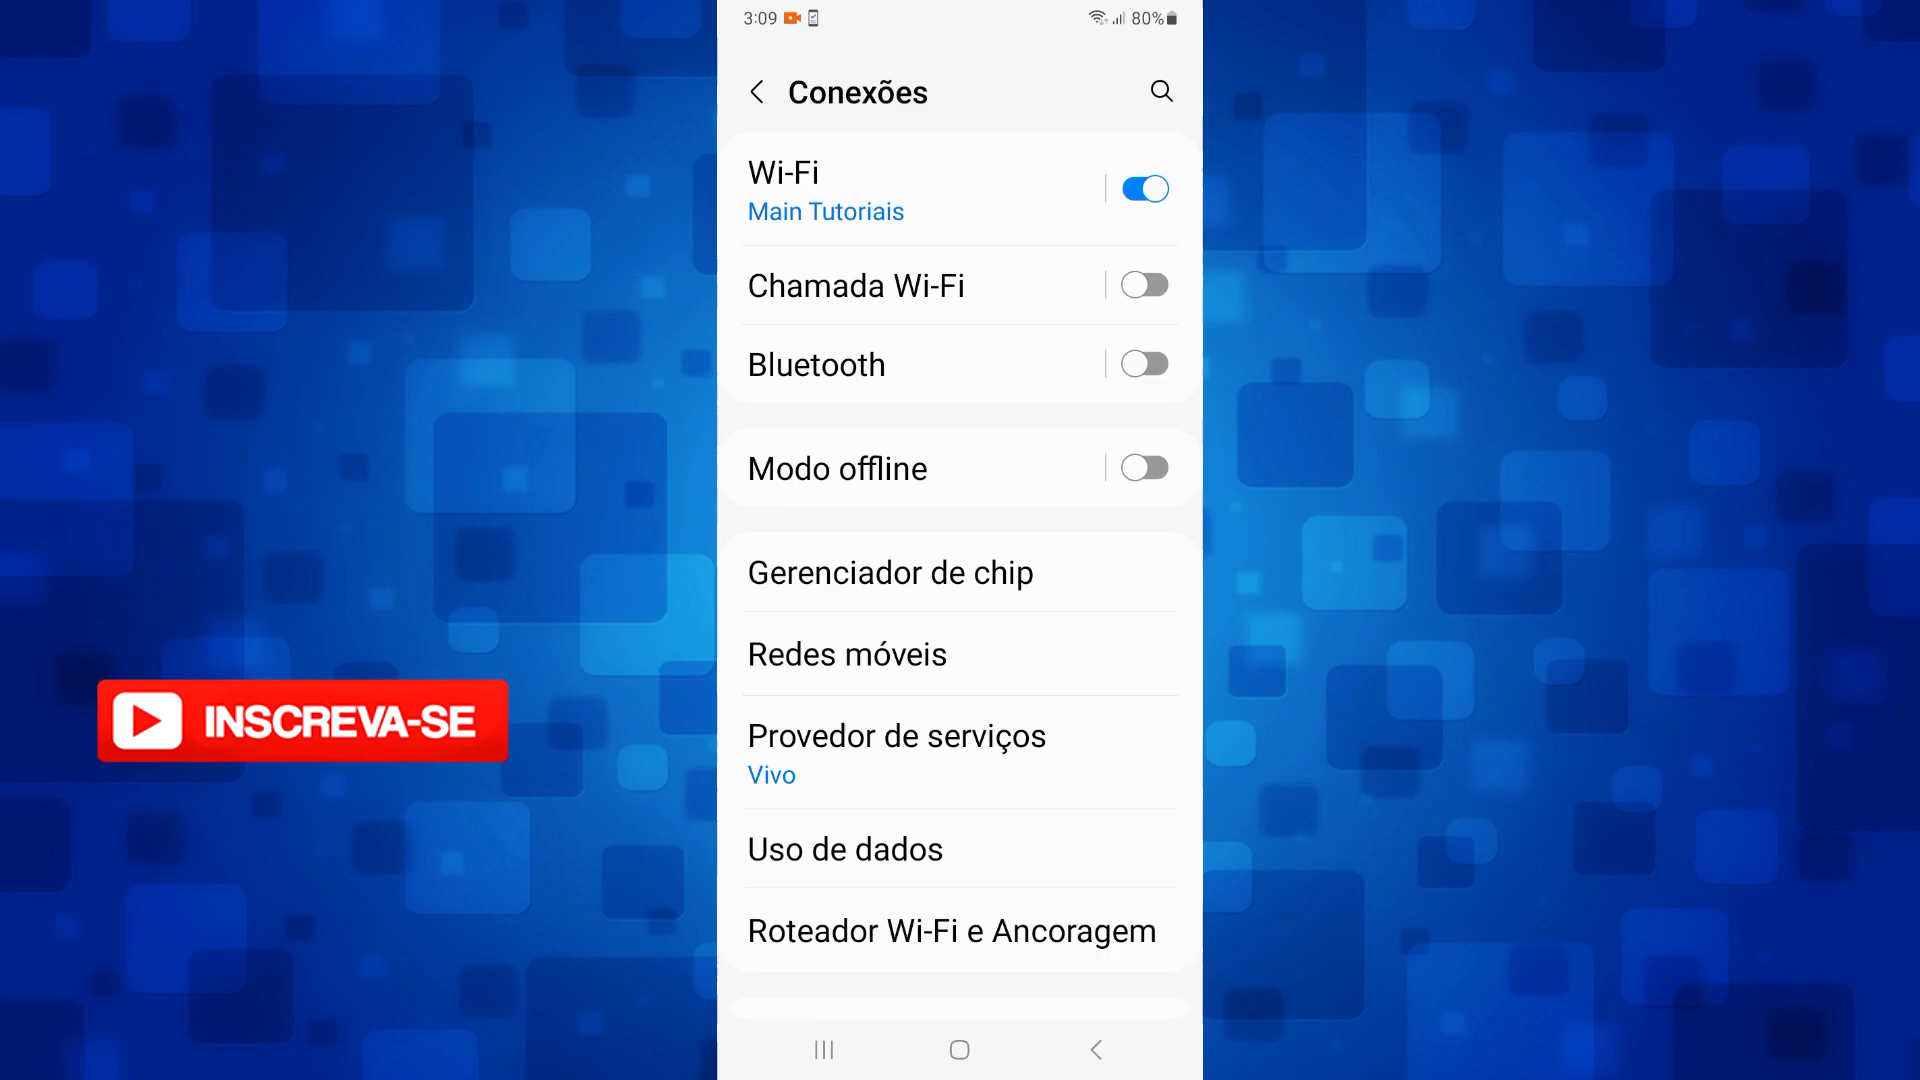 3:09
80%
Conexões
Wi-Fi
Main Tutoriais
Chamada Wi-Fi
Bluetooth
Modo offline
Gerenciador de chip
Redes móveis
INSCREVA-SE
Provedor de serviços
Vivo
Uso de dados
Roteador Wi-Fi e Ancoragem